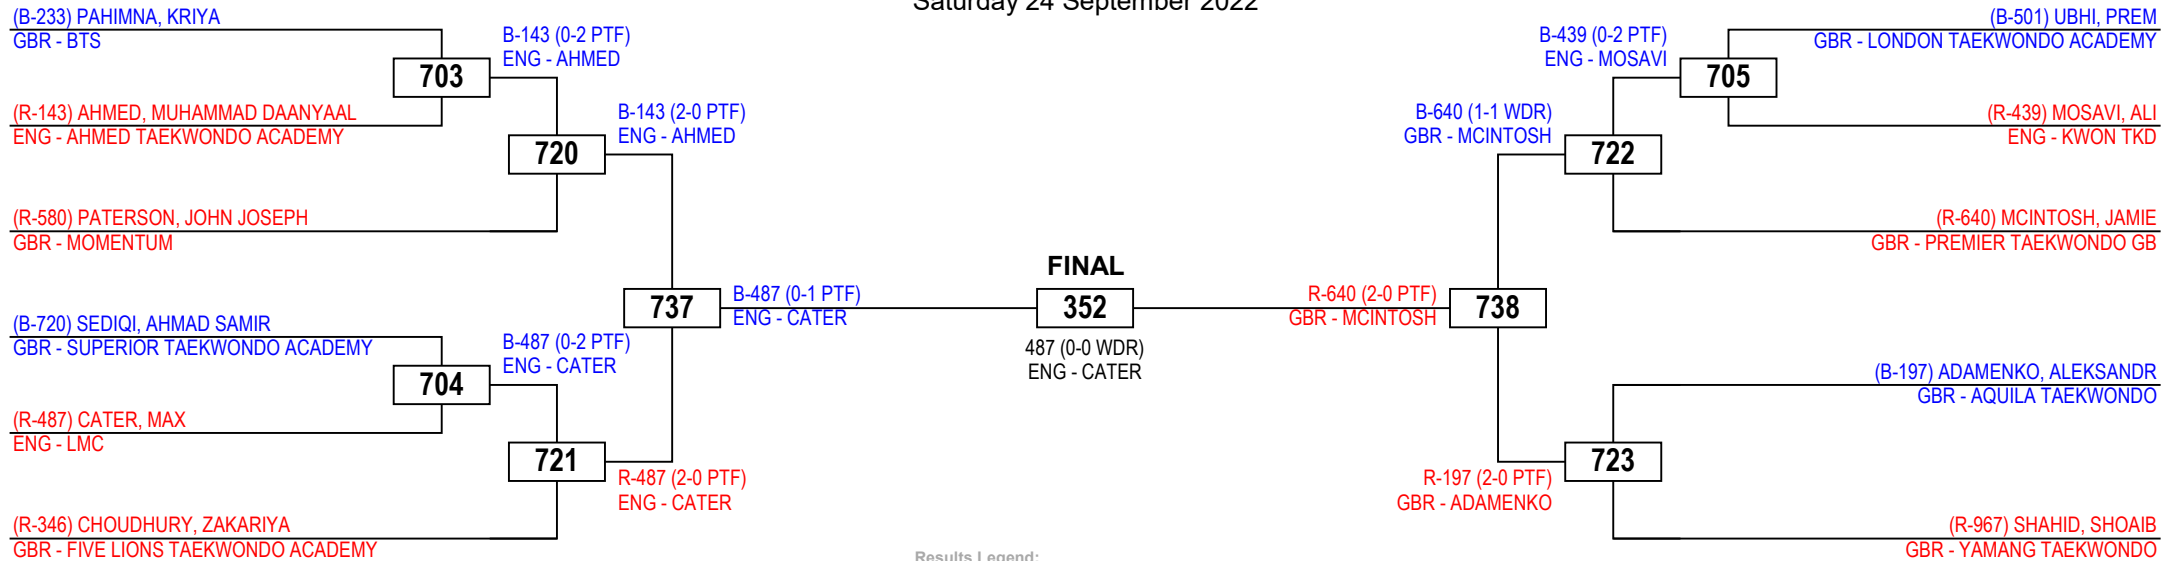 Saturday 24 September 2022
(B-233) PAHIMNA, KRIYA
GBR - BTS
703
B-143 (0-2 PTF)
ENG - AHMED
(R-143) AHMED, MUHAMMAD DAANYAAL
ENG - AHMED TAEKWONDO ACADEMY
720
B-143 (2-0 PTF)
ENG - AHMED
(R-580) PATERSON, JOHN JOSEPH
GBR - MOMENTUM
737
B-487 (0-1 PTF)
ENG - CATER
(B-720) SEDIQI, AHMAD SAMIR
GBR - SUPERIOR TAEKWONDO ACADEMY
704
B-487 (0-2 PTF)
ENG - CATER
(R-487) CATER, MAX
ENG - LMC
721
R-487 (2-0 PTF)
ENG - CATER
(R-346) CHOUDHURY, ZAKARIYA
GBR - FIVE LIONS TAEKWONDO ACADEMY
FINAL
352
487 (0-0 WDR)
ENG - CATER
(B-501) UBHI, PREM
GBR - LONDON TAEKWONDO ACADEMY
B-439 (0-2 PTF)
ENG - MOSAVI
705
(R-439) MOSAVI, ALI
ENG - KWON TKD
B-640 (1-1 WDR)
GBR - MCINTOSH
722
(R-640) MCINTOSH, JAMIE
GBR - PREMIER TAEKWONDO GB
R-640 (2-0 PTF)
GBR - MCINTOSH
738
(B-197) ADAMENKO, ALEKSANDR
GBR - AQUILA TAEKWONDO
R-197 (2-0 PTF)
GBR - ADAMENKO
723
(R-967) SHAHID, SHOAIB
GBR - YAMANG TAEKWONDO
Results Legend: